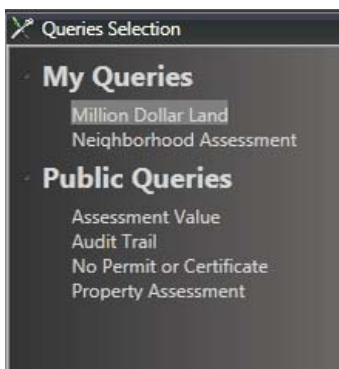 Queries Selection
My Queries
Million Dollar Land
Neighborhood Assessment
Public Queries
Assessment Value
Audit Trail
No Permit or Certificate
Property Assessment